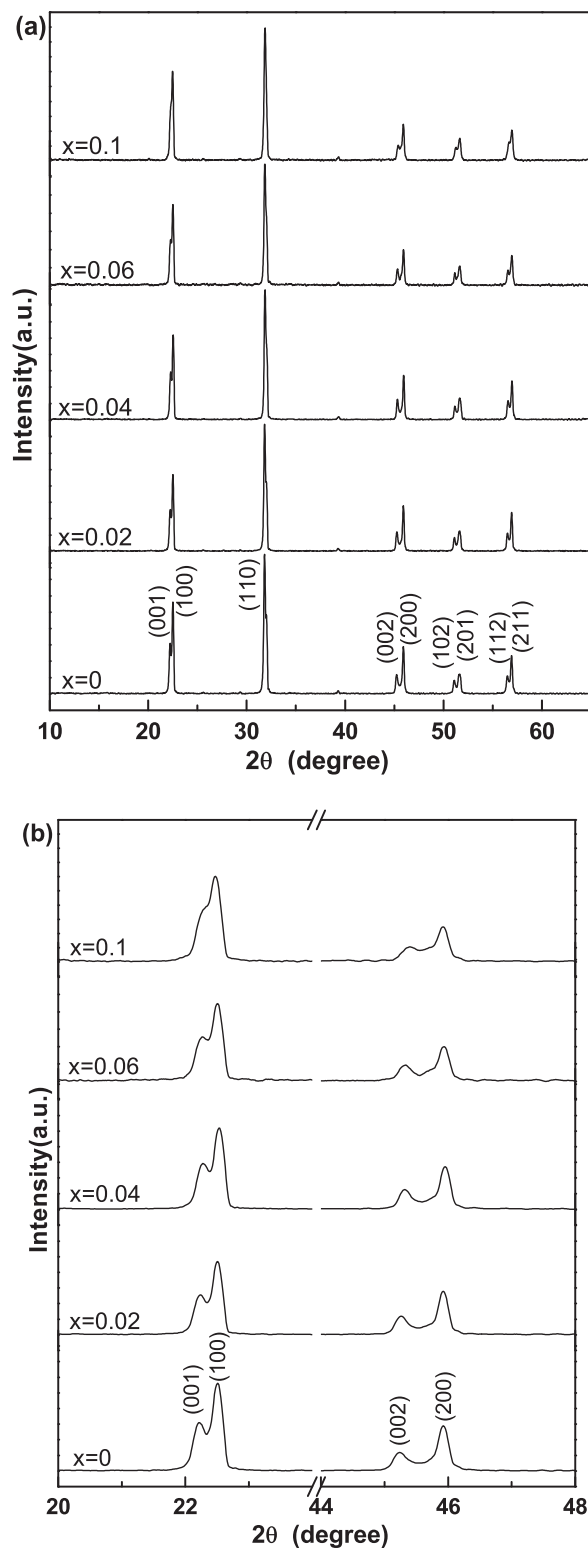 (a)
x=0.1
x=0.06
x=0.04
x=0.02
x=0
(001)
(100)
(110)
(002)
(200)
(102)
(201)
(112)
(211)
Intensity(a.u.)
10 20 30 40 50 60
2θ (degree)
(b)
x=0.1
x=0.06
x=0.04
x=0.02
x=0
(001)
(100)
(002)
(200)
Intensity(a.u.)
20 22 44 46 48
2θ (degree)